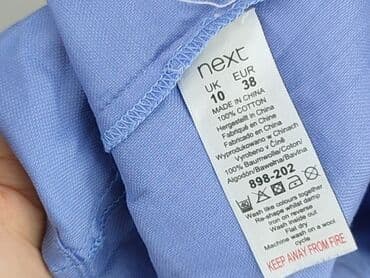 next
UK EUR
10 38
MADE IN CHINA
100% COTTON
Hergestellt in China
Fabriqué en Chine
Fabricado en China
Wyprodukowano w Chinach
Vyrobeno v Číně
100% Baumwolle/Coton/
Algodón/Bawełna/Bavlna
898-202
Wash like colours together
Re-shape whilst damp
Iron on reverse
Wash inside out
Flat dry
Machine wash on a wool
cycle
KEEP AWAY FROM FIRE